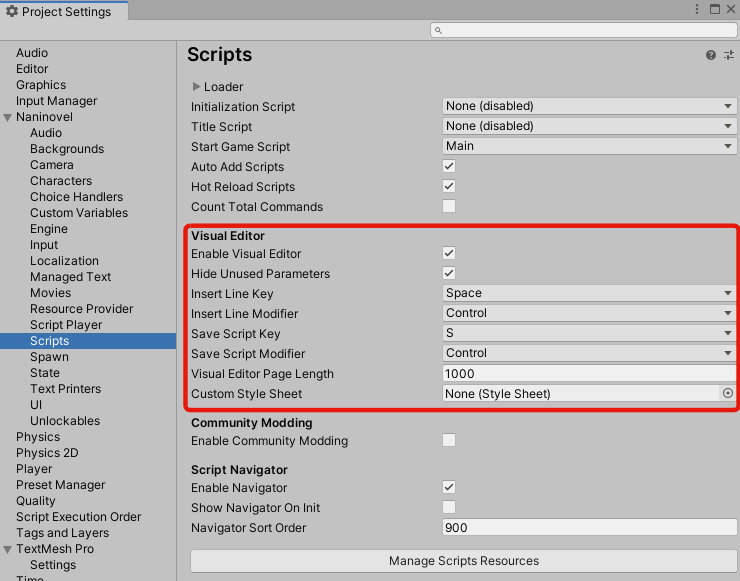 Project Settings
Scripts
Audio
Editor
Graphics
Input Manager
Naninovel
Audio
Backgrounds
Camera
Characters
Choice Handlers
Custom Variables
Engine
Input
Localization
Managed Text
Movies
Resource Provider
Script Player
Scripts
Spawn
State
Text Printers
UI
Unlockables
Physics
Physics 2D
Player
Preset Manager
Quality
Script Execution Order
Tags and Layers
TextMesh Pro
Settings
Time
Loader
Initialization Script None (disabled)
Title Script None (disabled)
Start Game Script Main
Auto Add Scripts
Hot Reload Scripts
Count Total Commands
Visual Editor
Enable Visual Editor
Hide Unused Parameters
Insert Line Key Space
Insert Line Modifier Control
Save Script Key S
Save Script Modifier Control
Visual Editor Page Length 1000
Custom Style Sheet None (Style Sheet)
Community Modding
Enable Community Modding
Script Navigator
Enable Navigator
Show Navigator On Init
Navigator Sort Order 900
Manage Scripts Resources